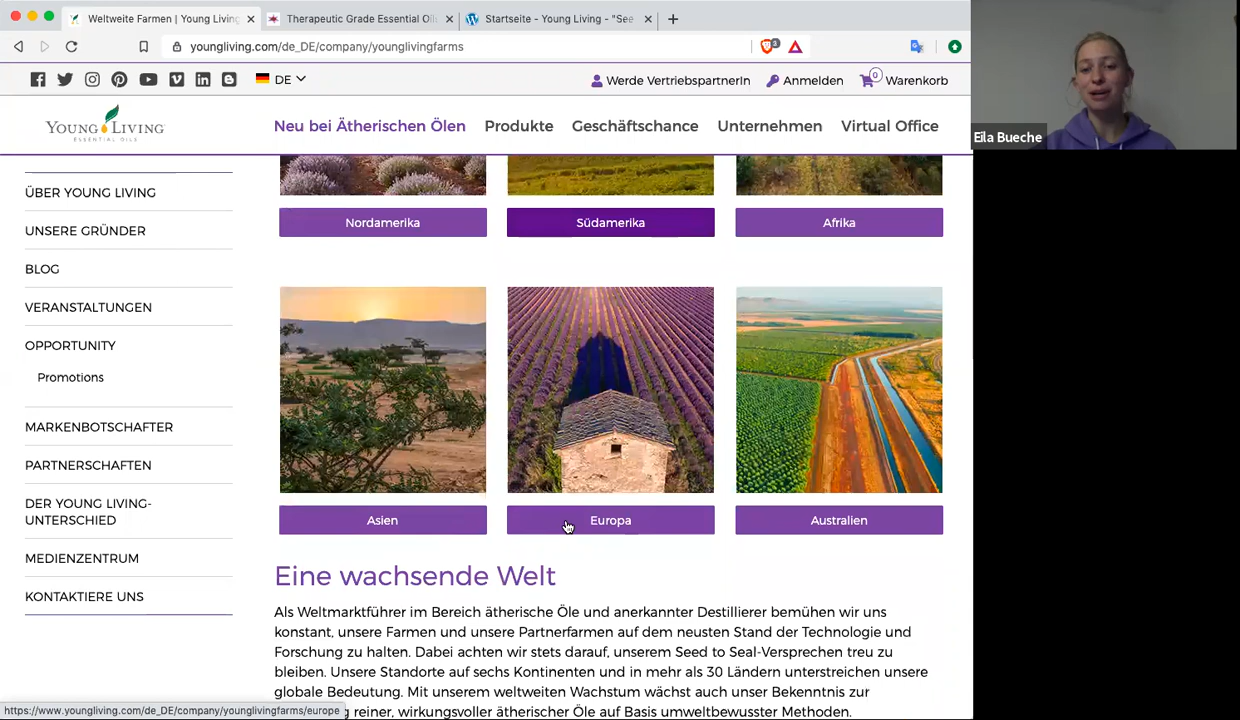 Weltweite Farmen | Young Living
Therapeutic Grade Essential Oils
Startseite - Young Living - "See
youngliving.com/de_DE/company/younglivingfarms
3
DE
Werde VertriebspartnerIn
Anmelden
0
Warenkorb
YOUNG LIVING
ESSENTIAL OILS
Neu bei Ätherischen Ölen
Produkte
Geschäftschance
Unternehmen
Virtual Office
Eila Bueche
ÜBER YOUNG LIVING
UNSERE GRÜNDER
BLOG
VERANSTALTUNGEN
OPPORTUNITY
Promotions
MARKENBOTSCHAFTER
PARTNERSCHAFTEN
DER YOUNG LIVING-
UNTERSCHIED
MEDIENZENTRUM
KONTAKTIERE UNS
Nordamerika
Südamerika
Afrika
Asien
Europa
Australien
Eine wachsende Welt
Als Weltmarktführer im Bereich ätherische Öle und anerkannter Destillierer bemühen wir uns
konstant, unsere Farmen und unsere Partnerfarmen auf dem neusten Stand der Technologie und
Forschung zu halten. Dabei achten wir stets darauf, unserem Seed to Seal-Versprechen treu zu
bleiben. Unsere Standorte auf sechs Kontinenten und in mehr als 30 Ländern unterstreichen unsere
globale Bedeutung. Mit unserem weltweiten Wachstum wächst auch unser Bekenntnis zur
g reiner, wirkungsvoller ätherischer Öle auf Basis umweltbewusster Methoden.
https://www.youngliving.com/de_DE/company/younglivingfarms/europe